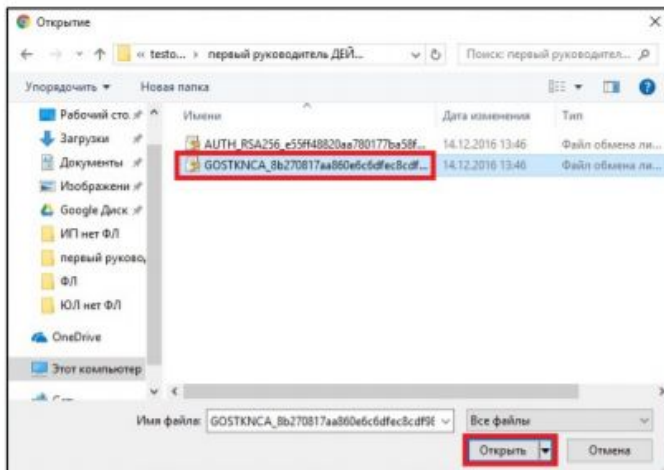 Открытие
« testo... › первый руководитель ДЕЙ...
Поиск: первый руководител...
Упорядочить
Новая папка
Рабочий сто
Загрузки
Документы
Изображени
Google Диск
ИП нет ФЛ
первый руково
ФЛ
ЮЛ нет ФЛ
OneDrive
Этот компьютер
Имя
Дата изменения
Тип
AUTH_RSA256_e55ff48820aa780177ba58f...
14.12.2016 13:46
Файл обмена ли...
GOSTKNCA_8b270817aa860e6c6dfec8cdf...
14.12.2016 13:46
Файл обмена ли...
Имя файла:
GOSTKNCA_8b270817aa860e6c6dfec8cdf98
Все файлы
Открыть
Отмена